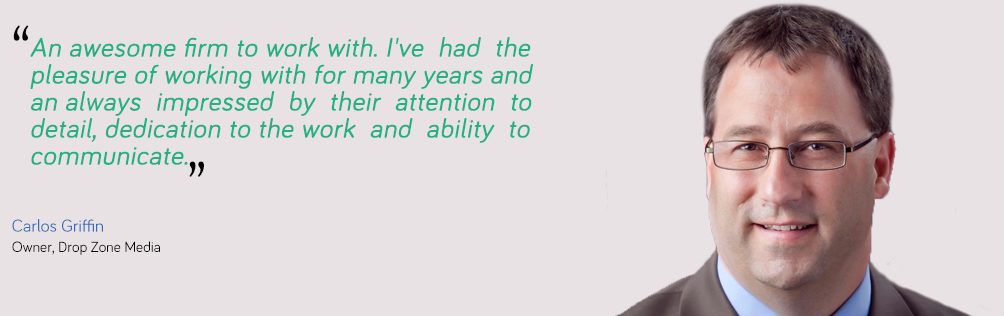 “An awesome firm to work with. I've had the
pleasure of working with for many years and
an always impressed by their attention to
detail, dedication to the work and ability to
communicate.”
Carlos Griffin
Owner, Drop Zone Media